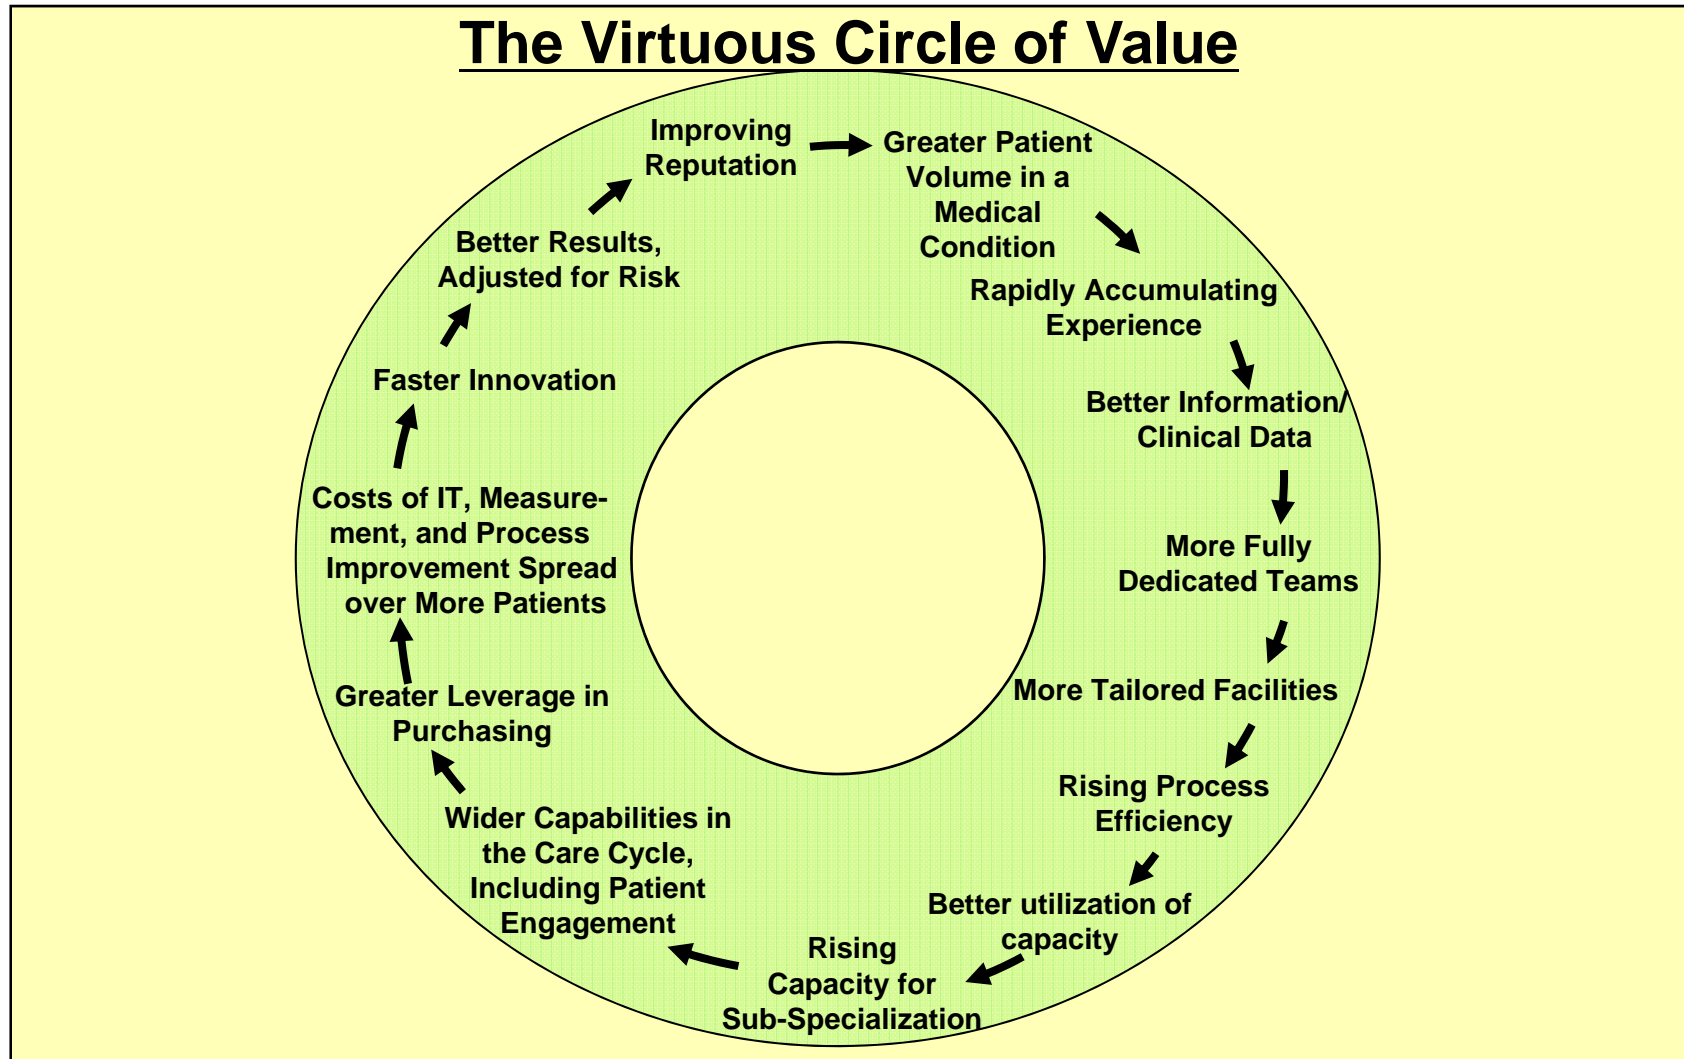 The Virtuous Circle of Value
Improving
Reputation
Greater Patient
Volume in a
Medical
Condition
Rapidly Accumulating
Experience
Better Information/
Clinical Data
More Fully
Dedicated Teams
More Tailored Facilities
Rising Process
Efficiency
Better utilization of
capacity
Rising
Capacity for
Sub-Specialization
Wider Capabilities in
the Care Cycle,
Including Patient
Engagement
Greater Leverage in
Purchasing
Costs of IT, Measure-
ment, and Process
Improvement Spread
over More Patients
Faster Innovation
Better Results,
Adjusted for Risk